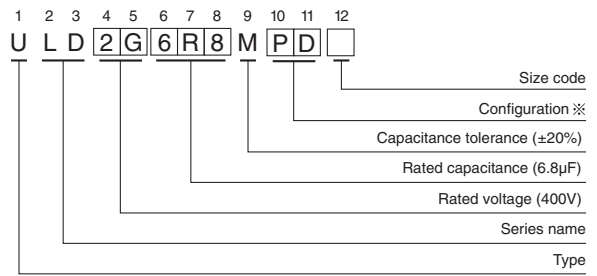 1 2 3 4 5 6 7 8 9 10 11 12
U L D 2 G 6 R 8 M P D
Size code
Configuration ※
Capacitance tolerance (±20%)
Rated capacitance (6.8µF)
Rated voltage (400V)
Series name
Type